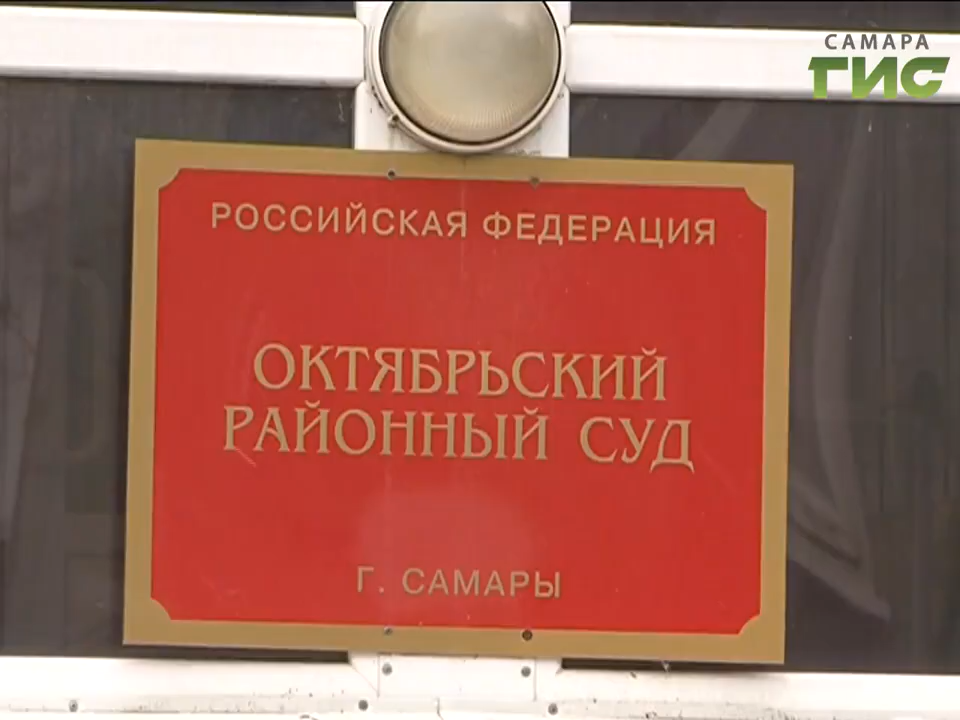 САМАРА
ГИС
РОССИЙСКАЯ ФЕДЕРАЦИЯ
ОКТЯБРЬСКИЙ
РАЙОННЫЙ СУД
Г. САМАРЫ